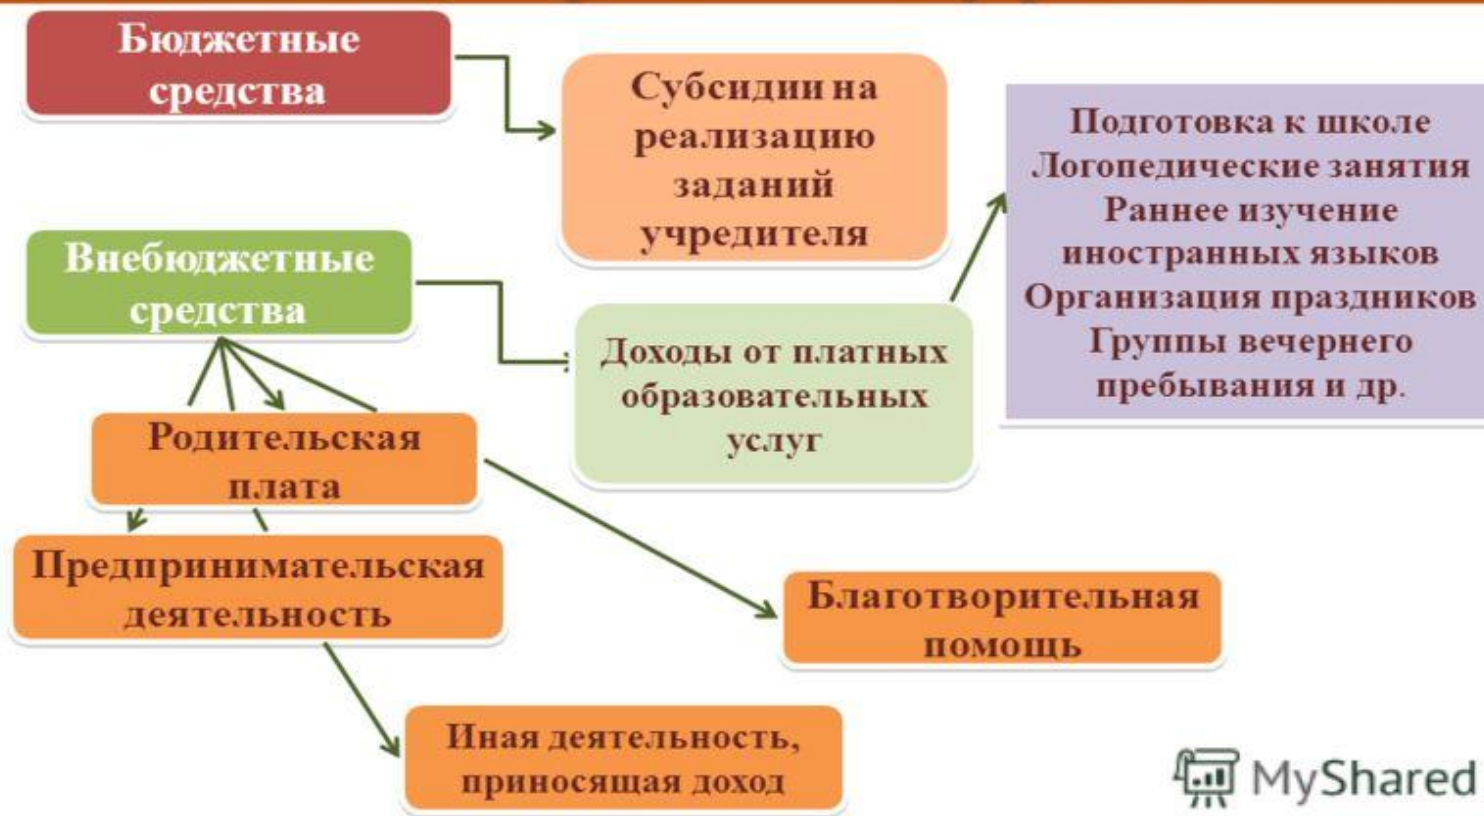 Бюджетные
средства
Субсидии на
реализацию
заданий
учредителя
Подготовка к школе
Логопедические занятия
Раннее изучение
иностранных языков
Организация праздников
Группы вечернего
пребывания и др.
Внебюджетные
средства
Доходы от платных
образовательных
услуг
Родительская
плата
Предпринимательская
деятельность
Благотворительная
помощь
Иная деятельность,
приносящая доход
MyShared